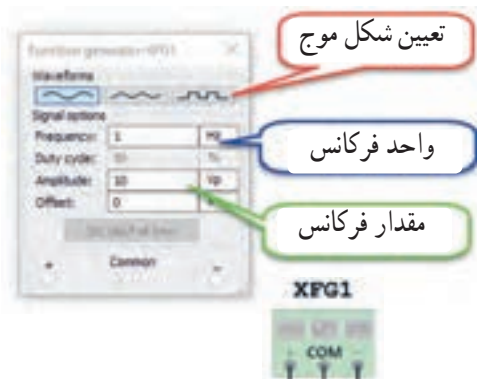 تعیین شکل موج
Function generator-XFG1
Waveforms
Signal options
Frequency: 1 Hz
واحد فرکانس
Duty cycle: 50 %
Amplitude: 10 Vp
Offset: 0
مقدار فرکانس
+ Common -
XFG1
COM